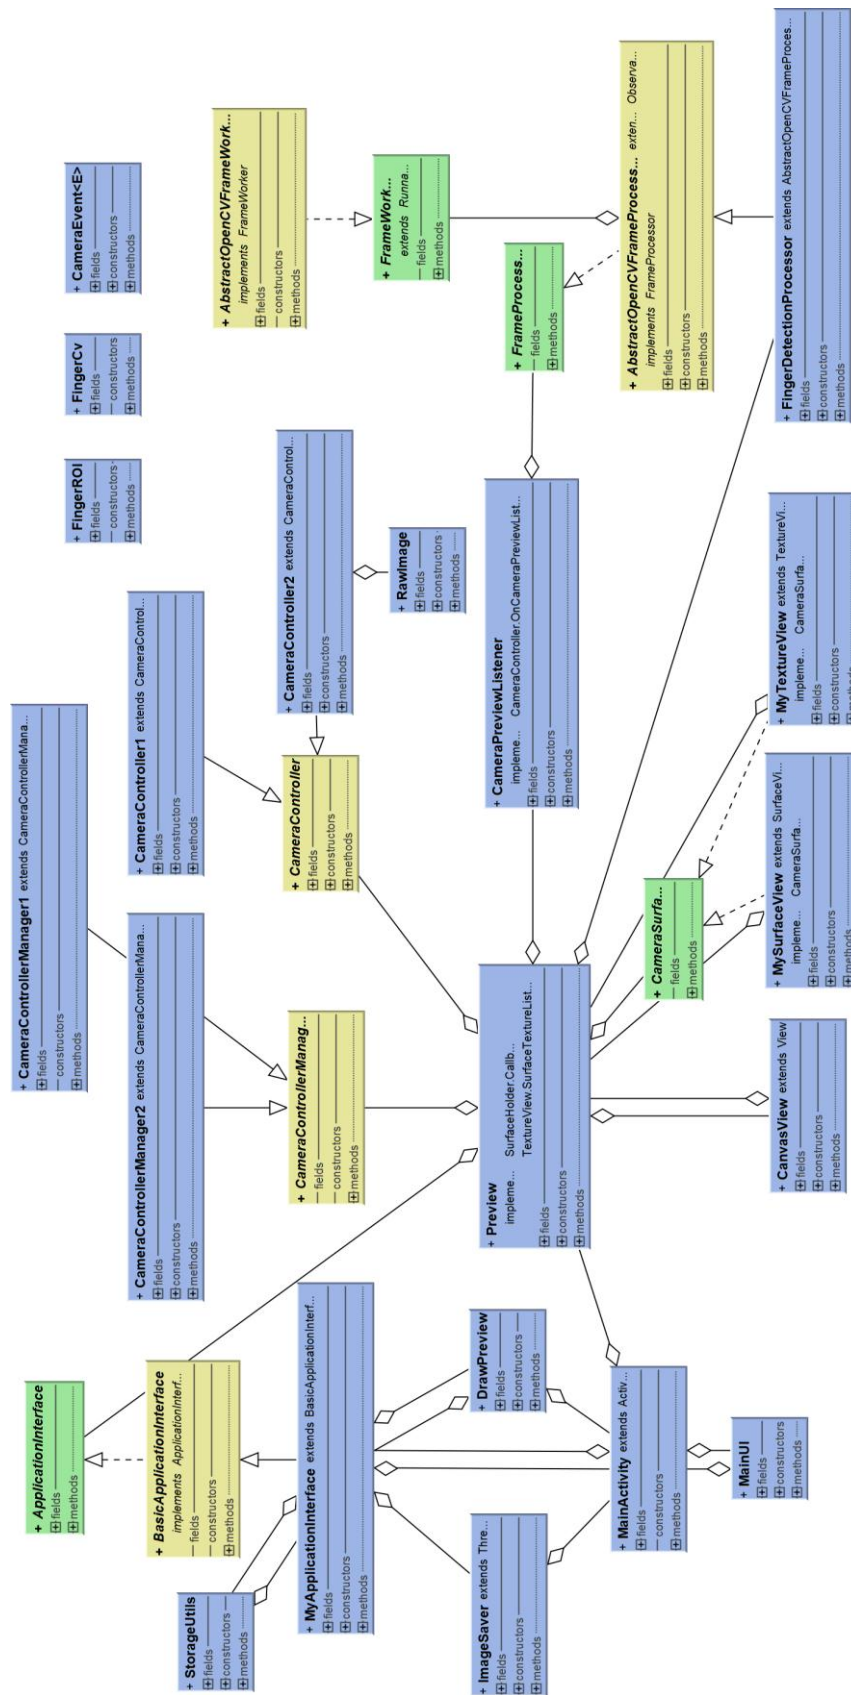 + CameraControllerManager1 extends CameraControllerMana...
fields
constructors
methods
+ ApplicationInterface
fields
methods
+ FingerROI
fields
constructors
methods
+ FingerCv
fields
constructors
methods
+ CameraEvent<E>
fields
constructors
methods
+ CameraControllerManager2 extends CameraControllerMana...
fields
constructors
methods
+ CameraController1 extends CameraControl...
fields
constructors
methods
+ BasicApplicationInterface
implements ApplicationInterf...
fields
constructors
methods
+ StorageUtils
fields
constructors
methods
+ AbstractOpenCVFrameWork...
implements FrameWorker
fields
constructors
methods
+ CameraController2 extends CameraControl...
fields
constructors
methods
+ CameraController
fields
constructors
methods
+ CameraControllerManag...
fields
constructors
methods
+ MyApplicationInterface extends BasicApplicationInterf...
fields
constructors
methods
+ FrameWork...
extends Runna...
fields
methods
+ RawImage
fields
constructors
methods
+ ImageSaver extends Thre...
fields
constructors
methods
+ DrawPreview
fields
constructors
methods
+ Preview
impleme... SurfaceHolder.Callb...
TextureView.SurfaceTextureList...
fields
constructors
methods
+ CameraPreviewListener
impleme... CameraController.OnCameraPreviewList...
fields
constructors
methods
+ FrameProcess...
fields
methods
+ MainActivity extends Activ...
fields
constructors
methods
+ AbstractOpenCVFrameProcess... exten... Observa...
implements FrameProcessor
fields
constructors
methods
+ CameraSurfa...
fields
methods
+ MainUI
fields
constructors
methods
+ CanvasView extends View
fields
constructors
methods
+ MySurfaceView extends SurfaceVi...
impleme... CameraSurfa...
fields
constructors
methods
+ MyTextureView extends TextureVi...
impleme... CameraSurfa...
fields
constructors
methods
+ FingerDetectionProcessor extends AbstractOpenCVFrameProces...
fields
constructors
methods